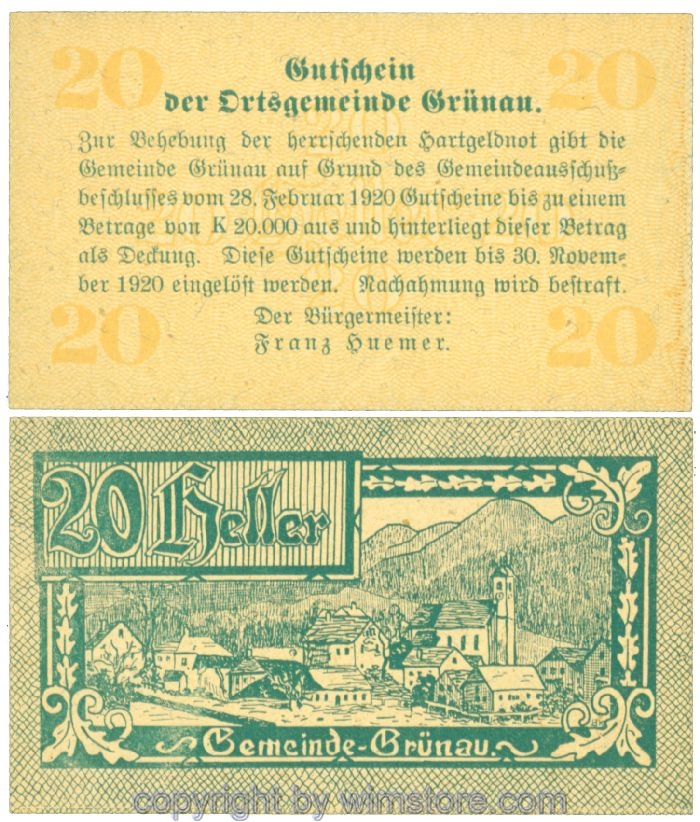 20 20
Gutschein
der Ortsgemeinde Grünau.
Zur Behebung der herrschenden Hartgeldnot gibt die
Gemeinde Grünau auf Grund des Gemeindeausschuß-
beschlusses vom 28. Februar 1920 Gutscheine bis zu einem
Betrage von K 20.000 aus und hinterliegt dieser Betrag
als Deckung. Diese Gutscheine werden bis 30. Novem-
ber 1920 eingelöst werden. Nachahmung wird bestraft.
Der Bürgermeister:
Franz Huemer.
20 20
20 Heller
Gemeinde-Grünau.
copyright by wimstore.com